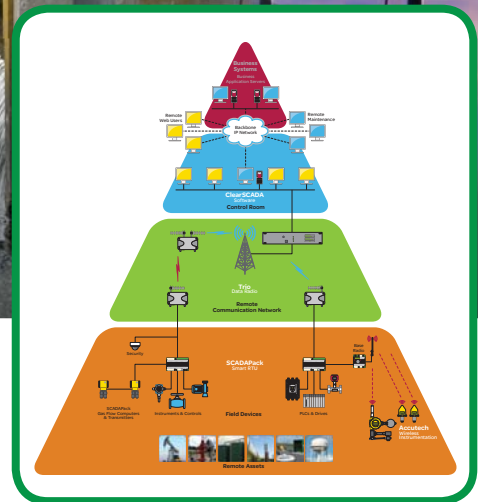 Business
Systems
Business
Application Servers
Remote
Web Users
Remote
Maintenance
Backbone
IP Network
ClearSCADA
Software
Control Room
Trio
Data Radio
Remote
Communication Network
Security
SCADAPack
Smart RTU
Base
Radio
SCADAPack
Gas Flow Computers
& Transmitters
Instruments & Controls
Field Devices
PLCs & Drives
Accutech
Wireless
Instrumentation
Remote Assets